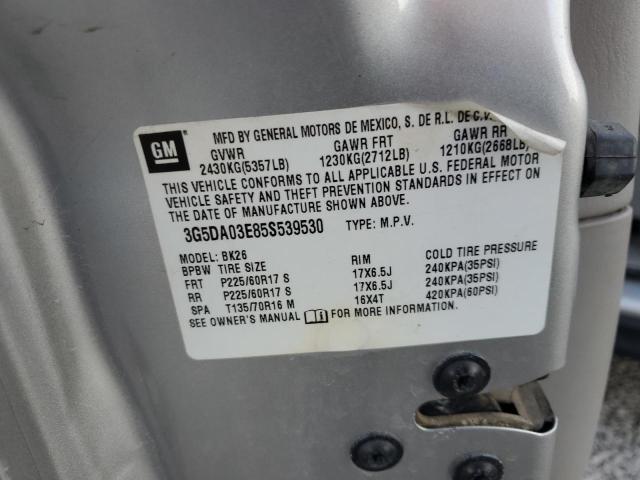 GM
MFD BY GENERAL MOTORS DE MEXICO, S. DE R.L. DE C.V.
GVWR GAWR FRT GAWR RR
2430KG(5357LB) 1230KG(2712LB) 1210KG(2668LB)
THIS VEHICLE CONFORMS TO ALL APPLICABLE U.S. FEDERAL MOTOR
VEHICLE SAFETY AND THEFT PREVENTION STANDARDS IN EFFECT ON
THE DATE OF MANUFACTURE SHOWN ABOVE.
3G5DA03E85S539530 TYPE: M.P.V.
MODEL: BK26
BPBW TIRE SIZE RIM COLD TIRE PRESSURE
FRT P225/60R17 S 17X6.5J 240KPA(35PSI)
RR P225/60R17 S 17X6.5J 240KPA(35PSI)
SPA T135/70R16 M 16X4T 420KPA(60PSI)
SEE OWNER'S MANUAL FOR MORE INFORMATION.